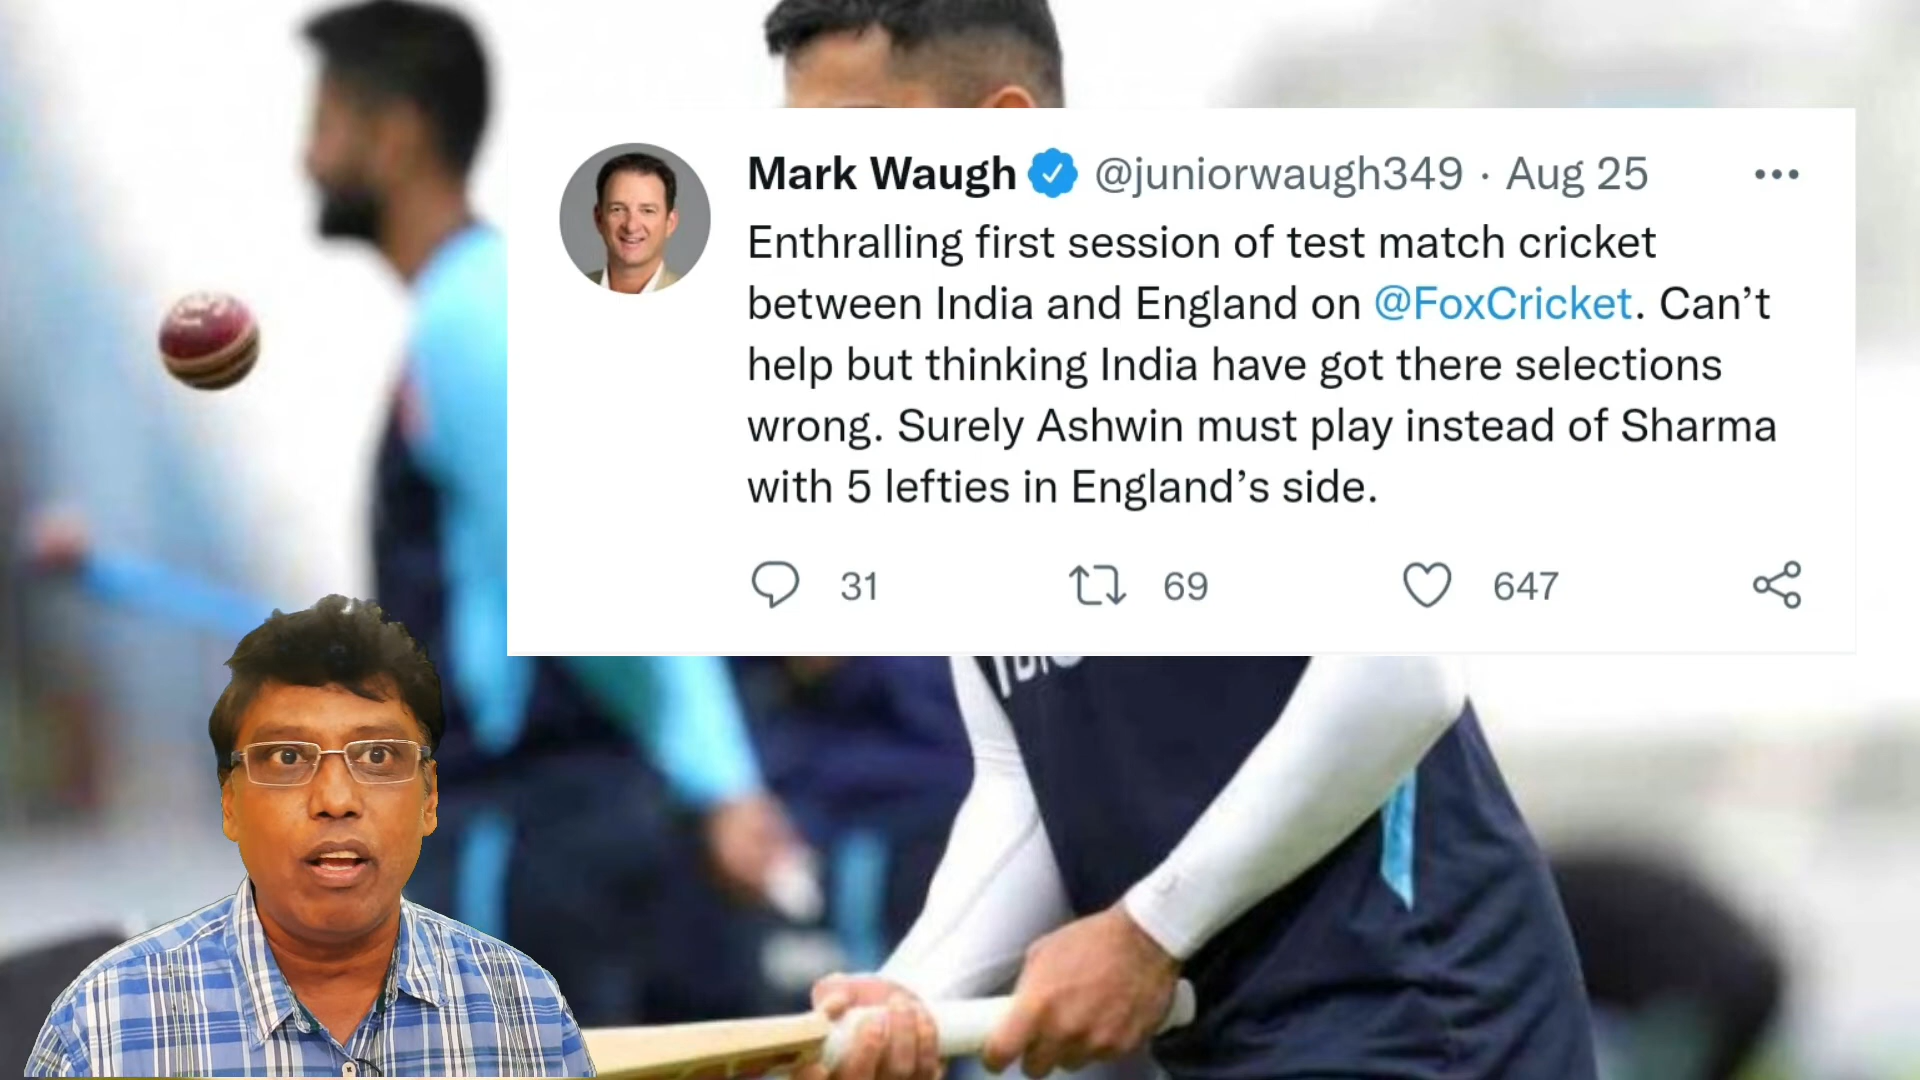 Mark Waugh @juniorwaugh349 · Aug 25
Enthralling first session of test match cricket
between India and England on @FoxCricket. Can’t
help but thinking India have got there selections
wrong. Surely Ashwin must play instead of Sharma
with 5 lefties in England’s side.
31 69 647